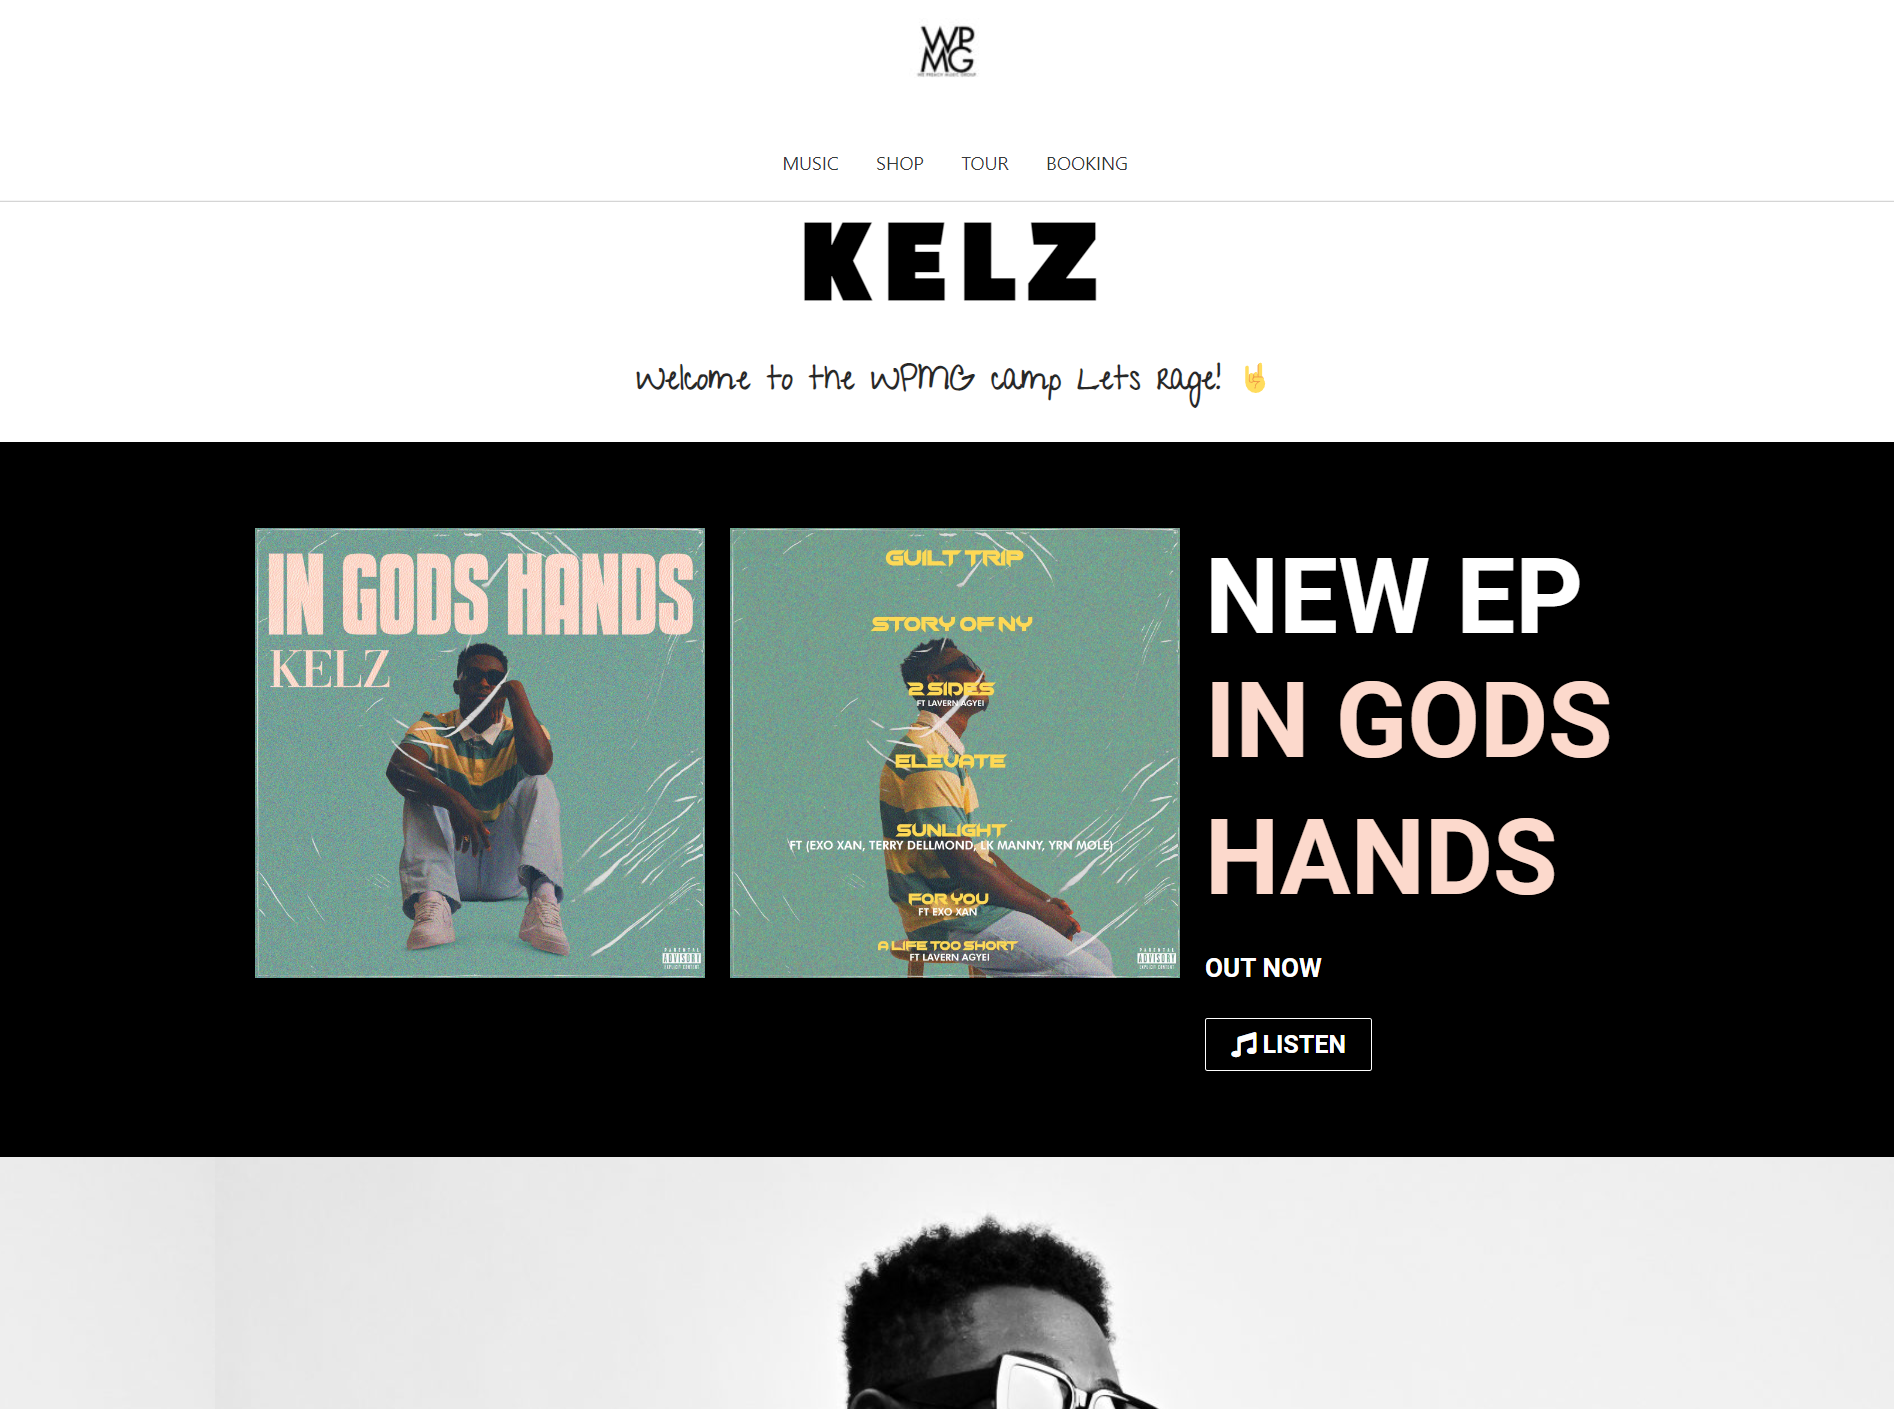 WP
MG
MUSIC SHOP TOUR BOOKING
KELZ
Welcome to the WPMG camp Lets Rage! 🤘
IN GODS HANDS
KELZ
PARENTAL
ADVISORY
EXPLICIT CONTENT
GUILT TRIP
STORY OF NY
2 SIDES
FT LAVERN AGYEI
ELEVATE
SUNLIGHT
FT (EXO XAN, TERRY DELLMOND, LK MANNY, YRN MOLE)
FOR YOU
FT EXO XAN
A LIFE TOO SHORT
FT LAVERN AGYEI
PARENTAL
ADVISORY
EXPLICIT CONTENT
NEW EP
IN GODS
HANDS
OUT NOW
LISTEN